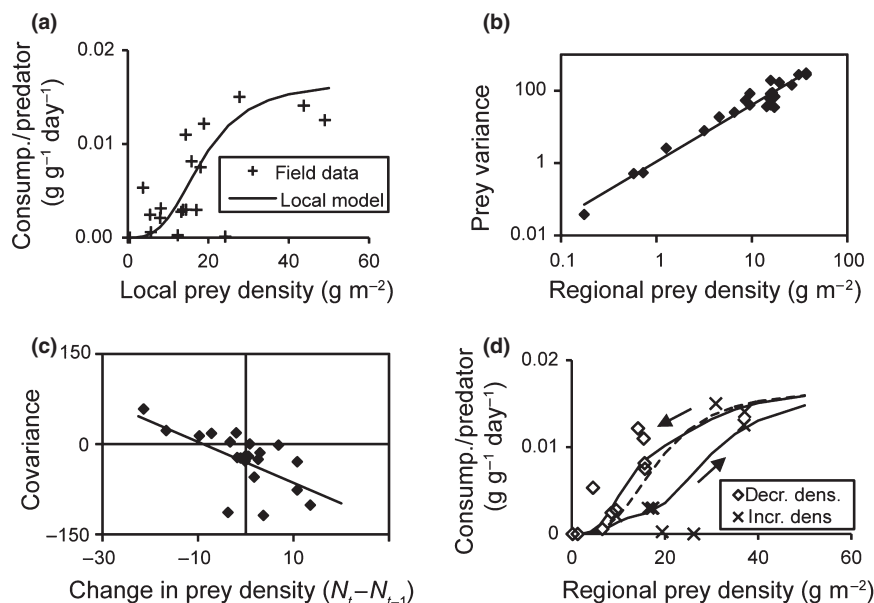 (a)
0.02
0.01
0.00
0
20
40
60
Consump./predator
(g g⁻¹ day⁻¹)
Local prey density (g m⁻²)
+ Field data
Local model
(b)
100
1
0.01
0.1
1
10
100
Prey variance
Regional prey density (g m⁻²)
(c)
150
0
−150
−30
−10
10
Covariance
Change in prey density (Nₜ−Nₜ₋₁)
(d)
0.02
0.01
0
0
20
40
60
Consump./predator
(g g⁻¹ day⁻¹)
Regional prey density (g m⁻²)
◇ Decr. dens.
× Incr. dens